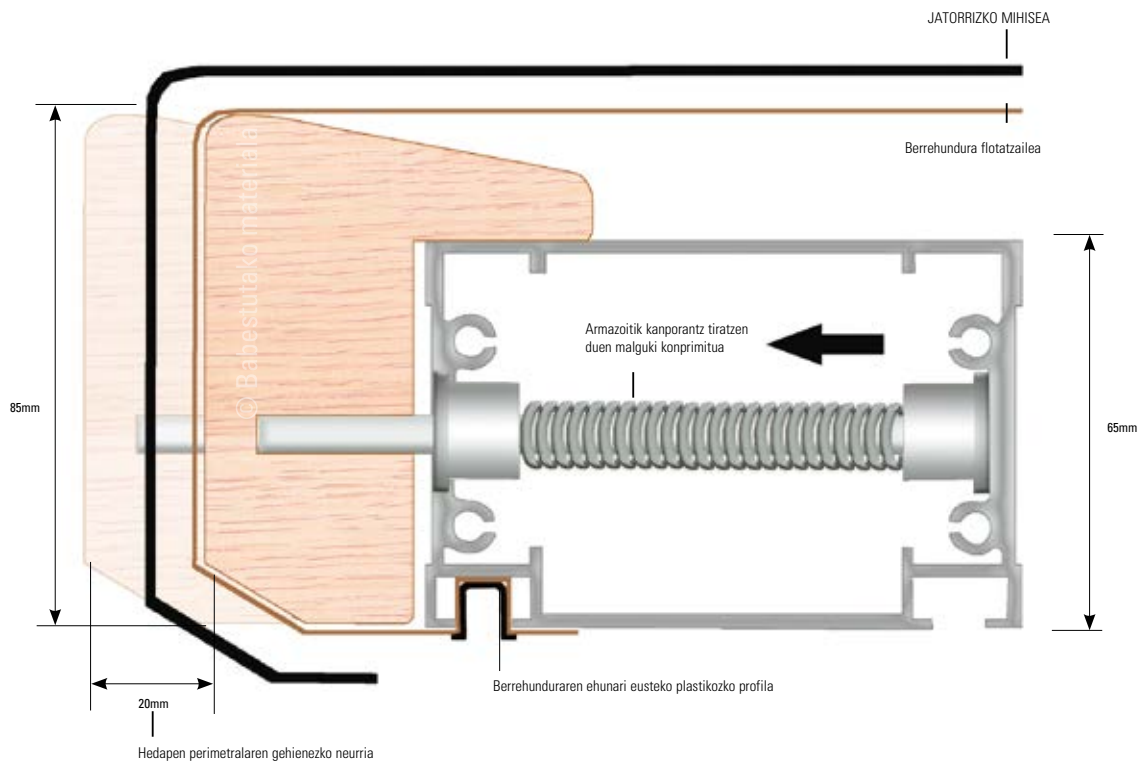 JATORRIZKO MIHISEA
Berrehundura flotatzailea
© Babestutako materiala
Armazoitik kanporantz tiratzen
duen malguki konprimitua
85mm
65mm
Berrehunduraren ehunari eusteko plastikozko profila
20mm
Hedapen perimetralaren gehienezko neurria